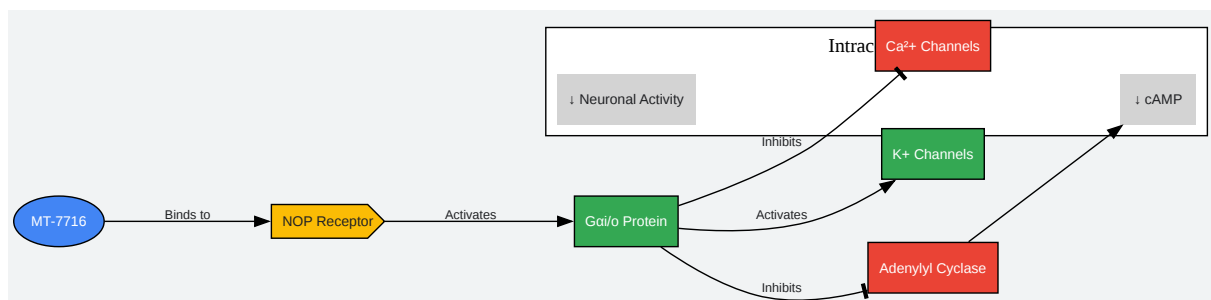 Intrac
Ca²+ Channels
↓ Neuronal Activity
↓ cAMP
Inhibits
K+ Channels
MT-7716
Binds to
NOP Receptor
Activates
Gαi/o Protein
Activates
Adenylyl Cyclase
Inhibits